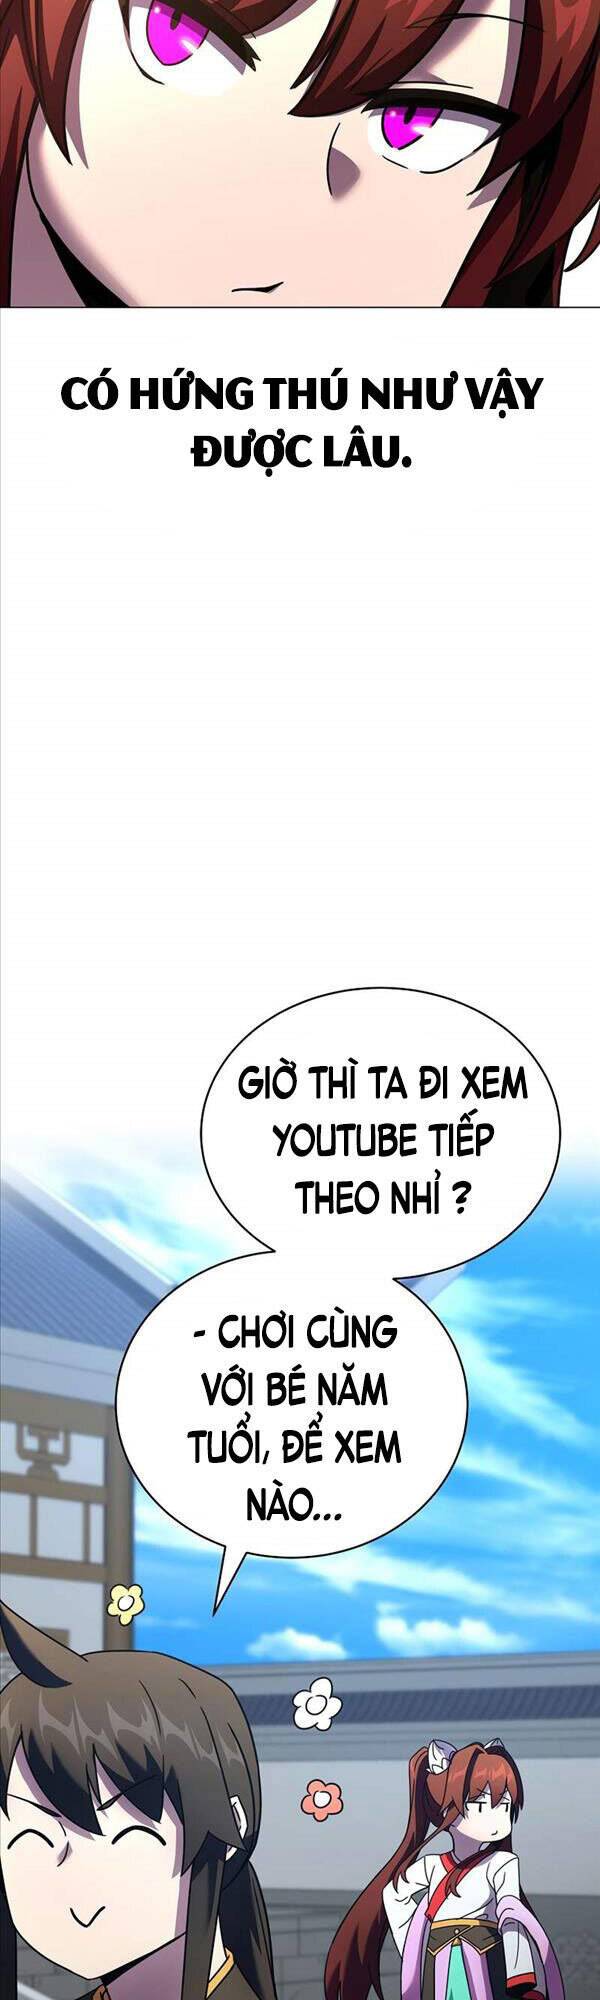 CÓ HỨNG THÚ NHƯ VẬY
ĐƯỢC LÂU.
GIỜ THÌ TA ĐI XEM
YOUTUBE TIẾP
THEO NHỈ ?
- CHƠI CÙNG
VỚI BÉ NĂM
TUỔI, ĐỂ XEM
NÀO...